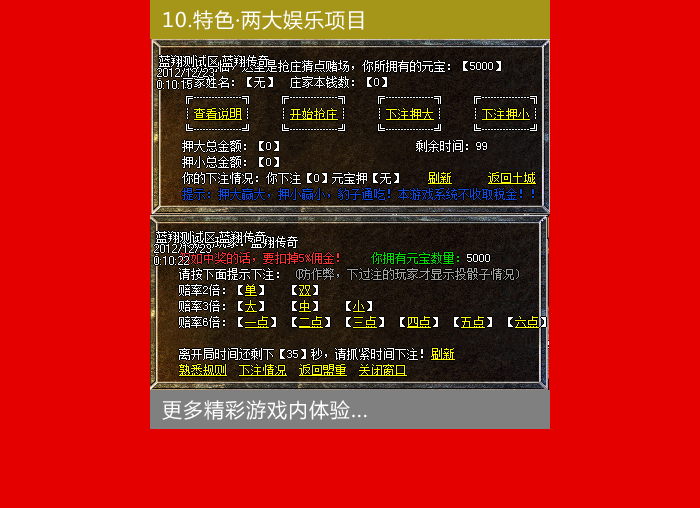 10.特色·两大娱乐项目
蓝翔测试区 蓝翔传奇
这里是抢庄猜点赌场，你所拥有的元宝：【5000】
2012/12/23
家姓名：【无】 庄家本钱数：【0】
0:10:15
查看说明 开始抢庄 下注押大 下注押小
押大总金额：【0】 剩余时间：99
押小总金额：【0】
你的下注情况：你下注【0】元宝押【无】 刷新 返回土城
提示：押大赢大，押小赢小，豹子通吃！本游戏系统不收取税金！！
蓝翔测试区 蓝翔传奇
玩家：蓝翔传奇
2012/12/23
0:10:22
如中奖的话，要扣掉5%佣金！ 你拥有元宝数量：5000
请按下面提示下注：（防作弊，下过注的玩家才显示投骰子情况）
赔率2倍：【单】 【双】
赔率3倍：【大】 【中】 【小】
赔率6倍：【一点】 【二点】 【三点】 【四点】 【五点】 【六点】
离开局时间还剩下【35】秒，请抓紧时间下注！刷新
熟悉规则 下注情况 返回盟重 关闭窗口
更多精彩游戏内体验...